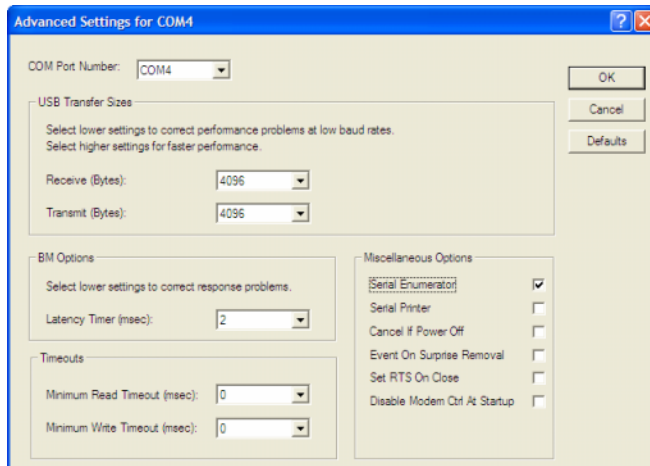 Advanced Settings for COM4
COM Port Number: COM4
OK
Cancel
Defaults
USB Transfer Sizes
Select lower settings to correct performance problems at low baud rates.
Select higher settings for faster performance.
Receive (Bytes): 4096
Transmit (Bytes): 4096
BM Options
Select lower settings to correct response problems.
Latency Timer (msec): 2
Timeouts
Minimum Read Timeout (msec): 0
Minimum Write Timeout (msec): 0
Miscellaneous Options
Serial Enumerator
Serial Printer
Cancel If Power Off
Event On Surprise Removal
Set RTS On Close
Disable Modem Ctrl At Startup